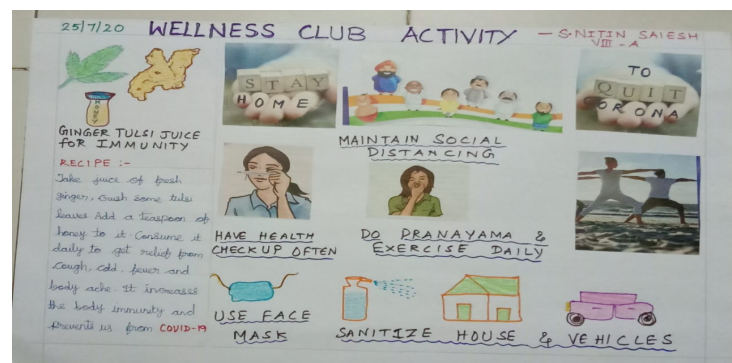 25/7/20 WELLNESS CLUB ACTIVITY - S.NITIN SAIESH
VIII-A
STAY
HOME
TO
QUIT
CORONA
HONEY
GINGER TULSI JUICE
FOR IMMUNITY
RECIPE :-
Take juice of fresh
ginger, crush some tulsi
leaves Add a teaspoon of
honey to it. Consume it
daily to get relief from
cough, cold, fever and
body ache. It increases
the body immunity and
prevents us from COVID-19
MAINTAIN SOCIAL
DISTANCING
HAVE HEALTH
CHECKUP OFTEN
DO PRANAYAMA &
EXERCISE DAILY
USE FACE
MASK
SANITIZE HOUSE & VEHICLES